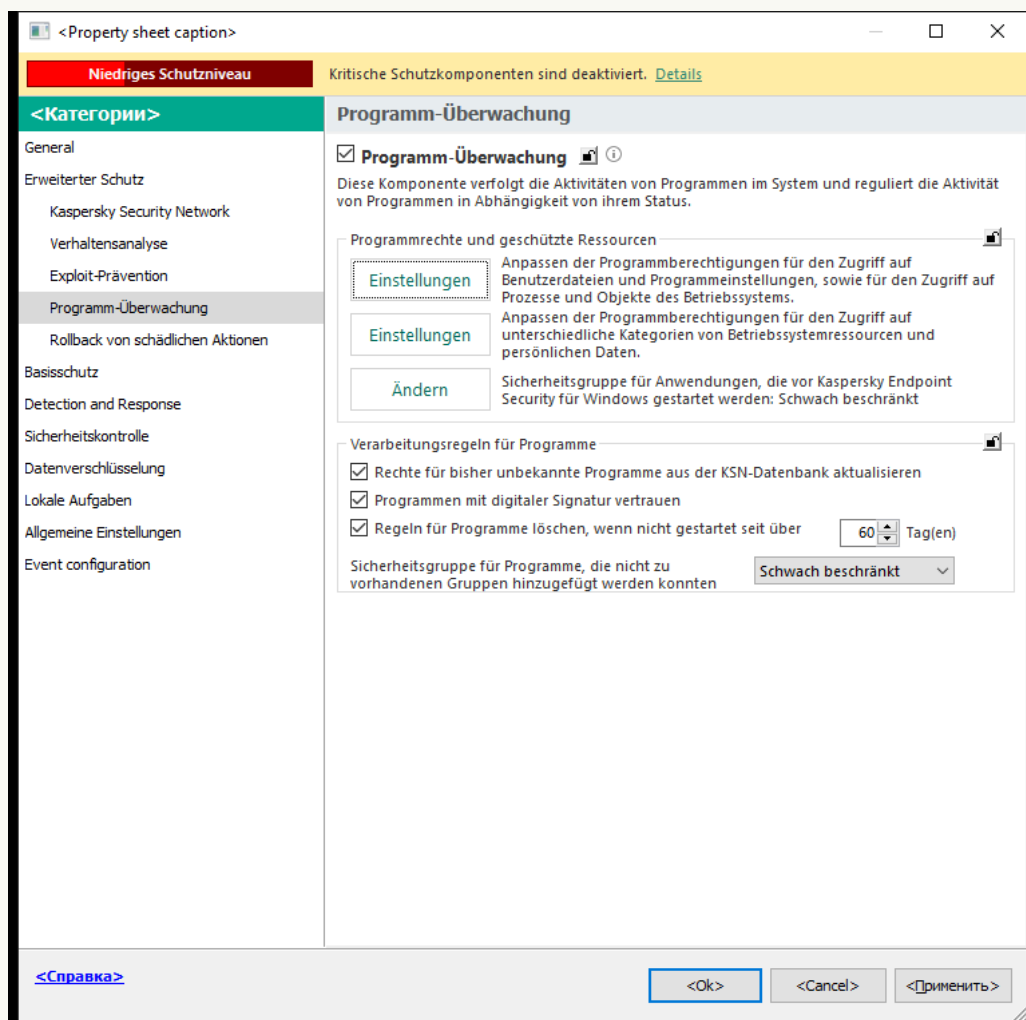 <Property sheet caption>
Niedriges Schutzniveau
Kritische Schutzkomponenten sind deaktiviert. Details
<Категории>
General
Erweiterter Schutz
Kaspersky Security Network
Verhaltensanalyse
Exploit-Prävention
Programm-Überwachung
Rollback von schädlichen Aktionen
Basisschutz
Detection and Response
Sicherheitskontrolle
Datenverschlüsselung
Lokale Aufgaben
Allgemeine Einstellungen
Event configuration
Programm-Überwachung
Programm-Überwachung
Diese Komponente verfolgt die Aktivitäten von Programmen im System und reguliert die Aktivität
von Programmen in Abhängigkeit von ihrem Status.
Programmrechte und geschützte Ressourcen
Einstellungen
Anpassen der Programmberechtigungen für den Zugriff auf
Benutzerdateien und Programmeinstellungen, sowie für den Zugriff auf
Prozesse und Objekte des Betriebssystems.
Einstellungen
Anpassen der Programmberechtigungen für den Zugriff auf
unterschiedliche Kategorien von Betriebssystemressourcen und
persönlichen Daten.
Ändern
Sicherheitsgruppe für Anwendungen, die vor Kaspersky Endpoint
Security für Windows gestartet werden: Schwach beschränkt
Verarbeitungsregeln für Programme
Rechte für bisher unbekannte Programme aus der KSN-Datenbank aktualisieren
Programmen mit digitaler Signatur vertrauen
Regeln für Programme löschen, wenn nicht gestartet seit über 60 Tag(en)
Sicherheitsgruppe für Programme, die nicht zu
vorhandenen Gruppen hinzugefügt werden konnten
Schwach beschränkt
<Справка>
<Ok>
<Cancel>
<Применить>